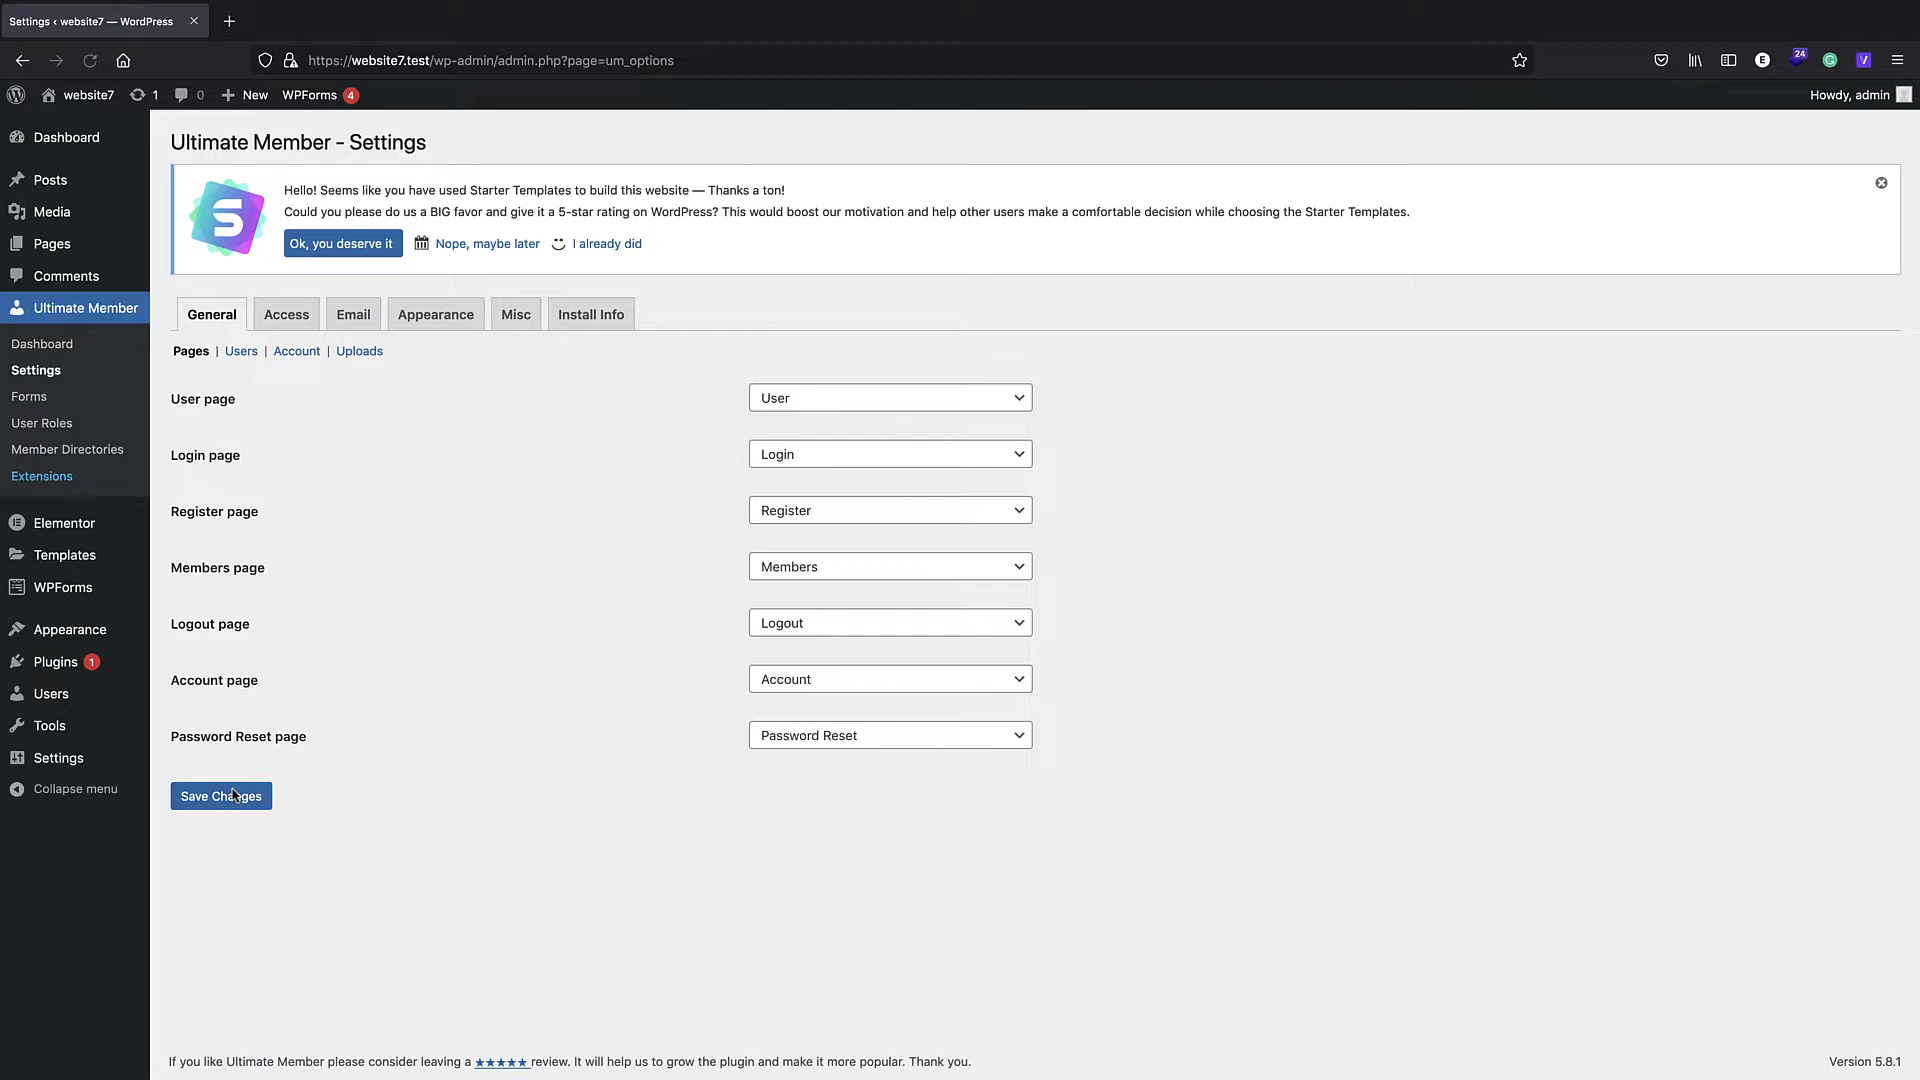 Settings ‹ website7 — WordPress
https://website7.test/wp-admin/admin.php?page=um_options
24
E
G
V
website7
1
0
New
WPForms 4
Howdy, admin
Dashboard
Posts
Media
Pages
Comments
Ultimate Member
Dashboard
Settings
Forms
User Roles
Member Directories
Extensions
Elementor
Templates
WPForms
Appearance
Plugins 1
Users
Tools
Settings
Collapse menu
Ultimate Member - Settings
S
Hello! Seems like you have used Starter Templates to build this website — Thanks a ton!
Could you please do us a BIG favor and give it a 5-star rating on WordPress? This would boost our motivation and help other users make a comfortable decision while choosing the Starter Templates.
Ok, you deserve it
Nope, maybe later
I already did
General
Access
Email
Appearance
Misc
Install Info
Pages | Users | Account | Uploads
User page
User
Login page
Login
Register page
Register
Members page
Members
Logout page
Logout
Account page
Account
Password Reset page
Password Reset
Save Changes
If you like Ultimate Member please consider leaving a ★★★★★ review. It will help us to grow the plugin and make it more popular. Thank you.
Version 5.8.1